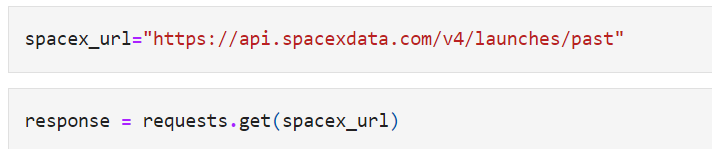 spacex_url="https://api.spacexdata.com/v4/launches/past"
response = requests.get(spacex_url)